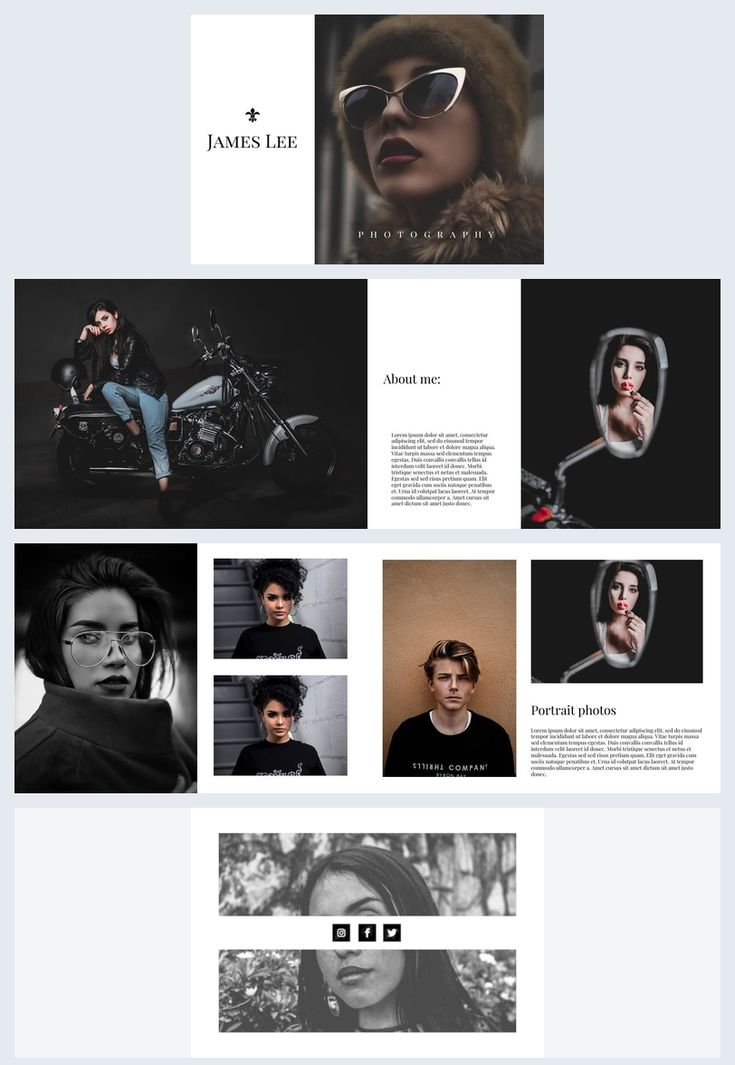 JAMES LEE
PHOTOGRAPHY
About me:
Lorem ipsum dolor sit amet, consectetur
adipiscing elit, sed do eiusmod tempor
incididunt ut labore et dolore magna aliqua.
Vitae turpis massa sed elementum tempus
egestas. Duis convallis convallis tellus id
interdum velit laoreet id donec. Morbi
tristique senectus et netus et malesuada.
Egestas sed sed risus pretium quam. Elit
eget gravida cum sociis natoque penatibus
et. Urna id volutpat lacus laoreet. At tempor
commodo ullamcorper a. Amet cursus sit
amet dictum sit amet justo donec.
THRILLS COMPANY
BYRON BAY
Portrait photos
Lorem ipsum dolor sit amet, consectetur adipiscing elit, sed do eiusmod
tempor incididunt ut labore et dolore magna aliqua. Vitae turpis massa
sed elementum tempus egestas. Duis convallis convallis tellus id
interdum velit laoreet id donec. Morbi tristique senectus et netus et
malesuada. Egestas sed sed risus pretium quam. Elit eget gravida cum
sociis natoque penatibus et. Urna id volutpat lacus laoreet. At tempor
commodo ullamcorper a. Amet cursus sit amet dictum sit amet justo
donec.